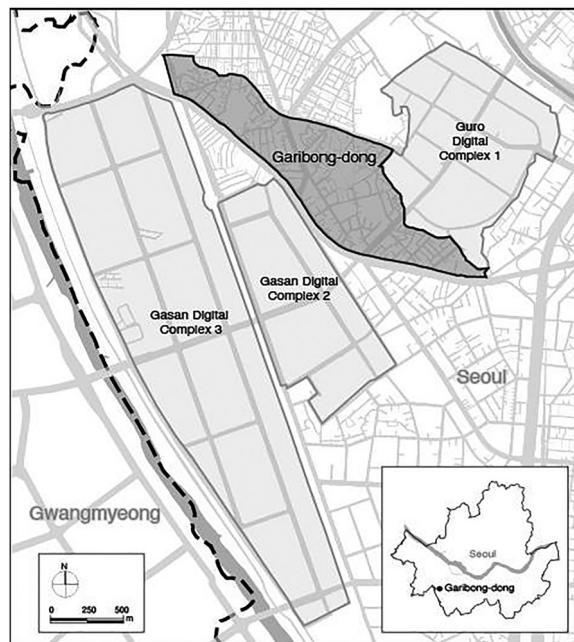 Garibong-dong
Guro
Digital
Complex 1
Gasan Digital
Complex 2
Gasan Digital
Complex 3
Seoul
Gwangmyeong
N
0 250 500
m
Seoul
Garibong-dong